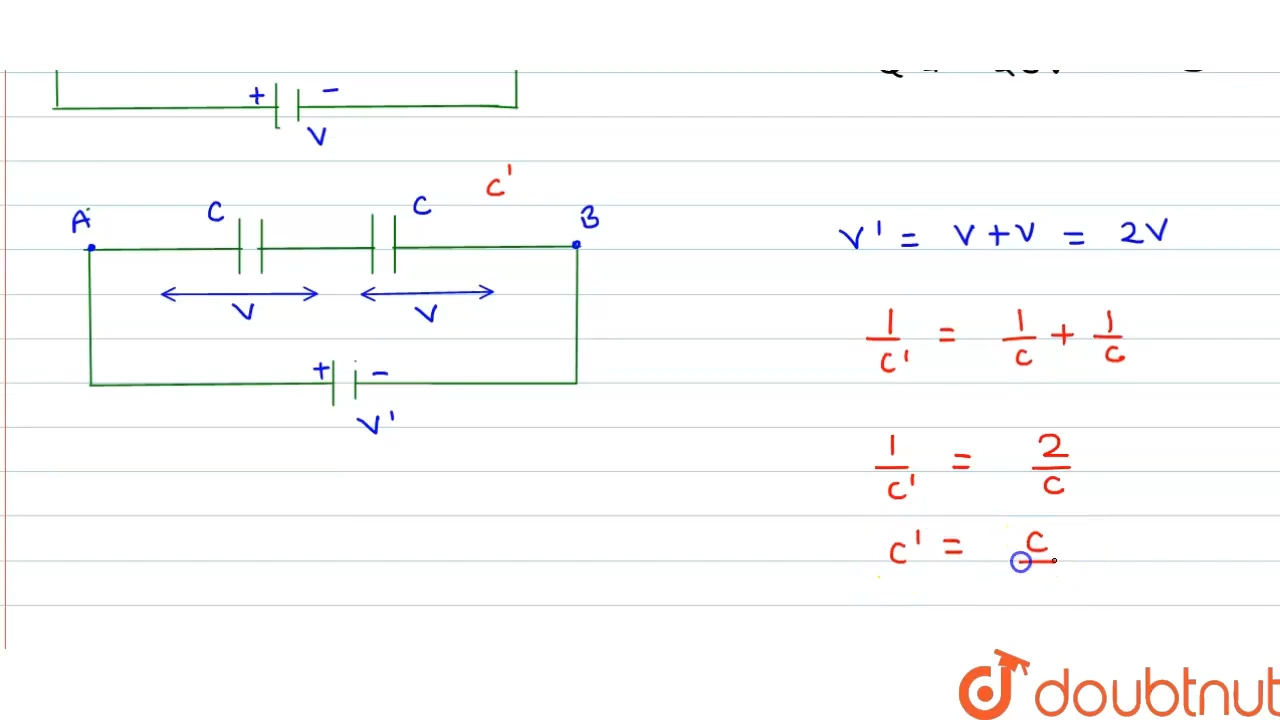 + -
V
C'
A C C B
V V
+ -
V'
V' = V + V = 2V
1/C' = 1/C + 1/C
1/C' = 2/C
C' = C/
doubtnut